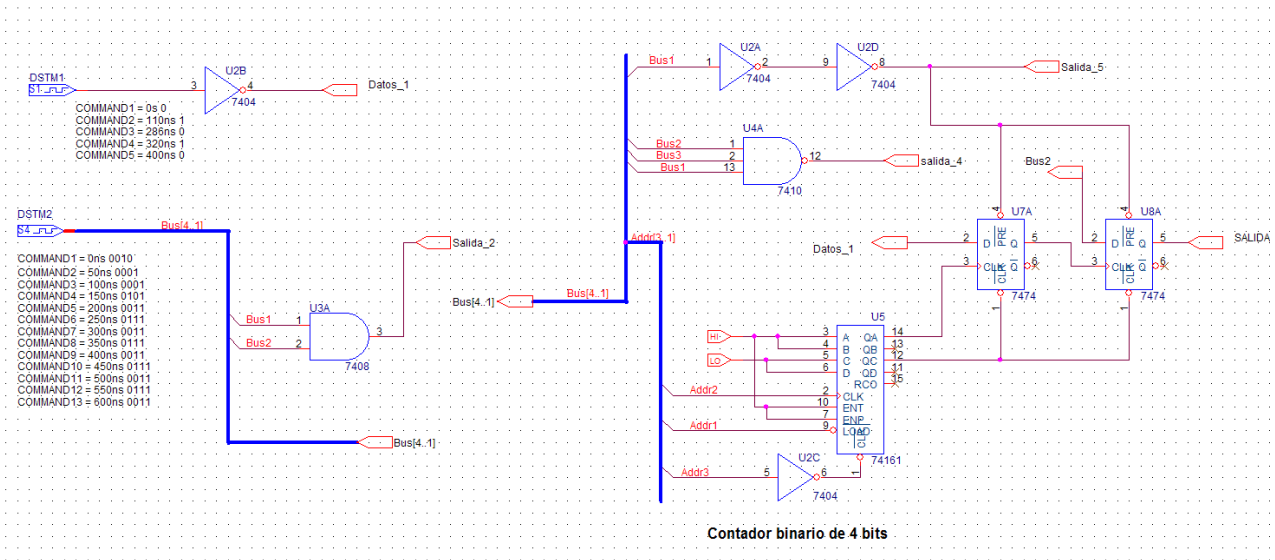 DSTM1
S1
U2B
3
4
7404
Datos_1
COMMAND1 = 0s 0
COMMAND2 = 110ns 1
COMMAND3 = 286ns 0
COMMAND4 = 320ns 1
COMMAND5 = 400ns 0
DSTM2
S4
Bus[4..1]
COMMAND1 = 0ns 0010
COMMAND2 = 50ns 0001
COMMAND3 = 100ns 0001
COMMAND4 = 150ns 0101
COMMAND5 = 200ns 0011
COMMAND6 = 250ns 0111
COMMAND7 = 300ns 0011
COMMAND8 = 350ns 0111
COMMAND9 = 400ns 0011
COMMAND10 = 450ns 0111
COMMAND11 = 500ns 0011
COMMAND12 = 550ns 0111
COMMAND13 = 600ns 0011
Salida_2
U3A
Bus1
1
3
Bus2
2
7408
Bus[4..1]
Bus[4..1]
Bus[4..1]
Bus1
1
U2A
2
7404
9
U2D
8
7404
Salida_5
U4A
Bus2
1
Bus3
2
Bus1
13
12
7410
salida_4
Bus2
Addr[3..1]
Datos_1
U7A
4
2
D
PRE
Q
5
3
CLK
Q
6
CLR
1
7474
U8A
4
2
D
PRE
Q
5
3
CLK
Q
6
CLR
1
7474
SALIDA
U5
HI
LO
3
A
QA
14
4
B
QB
13
5
C
QC
12
6
D
QD
11
RCO
15
Addr2
2
CLK
10
ENT
7
ENP
Addr1
9
LOAD
CLR
1
74161
Addr3
5
U2C
6
7404
Contador binario de 4 bits